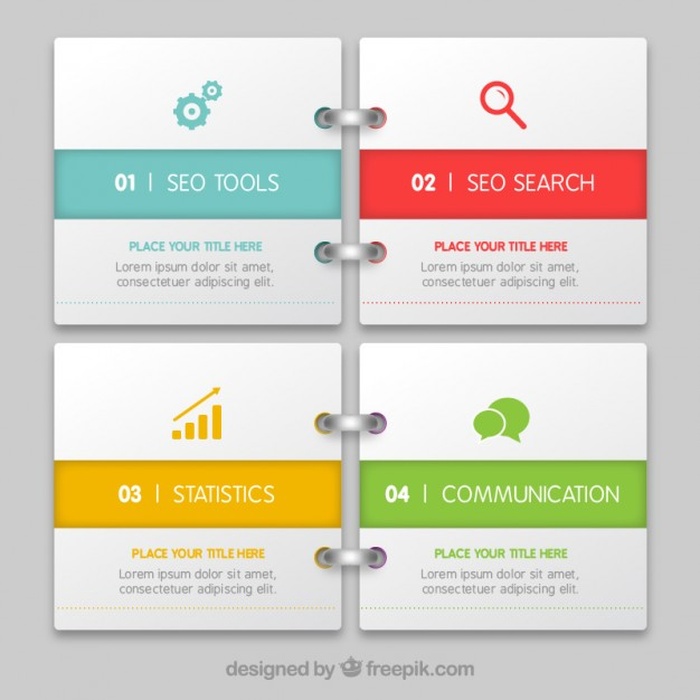 01 | SEO TOOLS
PLACE YOUR TITLE HERE
Lorem ipsum dolor sit amet,
consectetuer adipiscing elit.
02 | SEO SEARCH
PLACE YOUR TITLE HERE
Lorem ipsum dolor sit amet,
consectetuer adipiscing elit.
03 | STATISTICS
PLACE YOUR TITLE HERE
Lorem ipsum dolor sit amet,
consectetuer adipiscing elit.
04 | COMMUNICATION
PLACE YOUR TITLE HERE
Lorem ipsum dolor sit amet,
consectetuer adipiscing elit.
designed by freepik.com